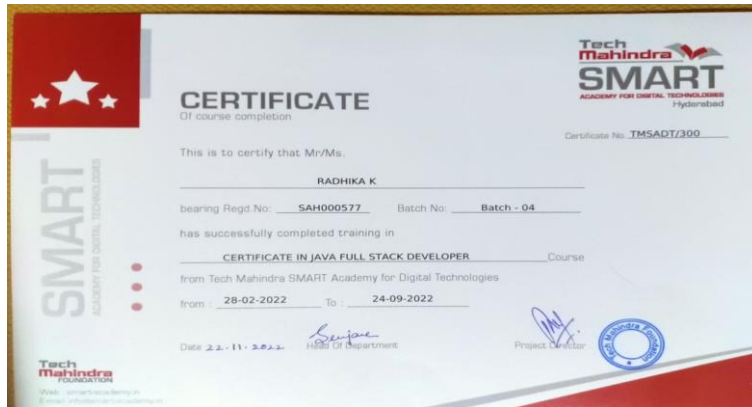 Tech
Mahindra
SMART
ACADEMY FOR DIGITAL TECHNOLOGIES
Hyderabad
CERTIFICATE
Of course completion
Certificate No. TMSADT/300
This is to certify that Mr/Ms.
RADHIKA K
bearing Regd.No: SAH000577 Batch No: Batch - 04
has successfully completed training in
CERTIFICATE IN JAVA FULL STACK DEVELOPER Course
from Tech Mahindra SMART Academy for Digital Technologies
from : 28-02-2022 To : 24-09-2022
Date 22-11-2022 Head Of Department Project Director
SMART
ACADEMY FOR DIGITAL TECHNOLOGIES
Tech
Mahindra
FOUNDATION
Web : smart-academy.in
Tech Mahindra Foundation